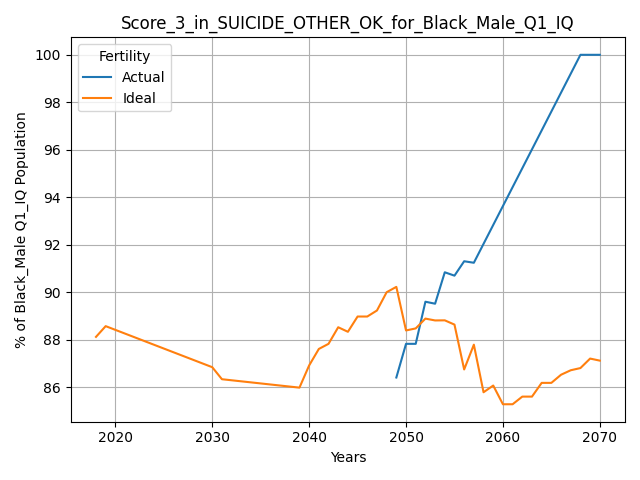 Score_3_in_SUICIDE_OTHER_OK_for_Black_Male_Q1_IQ
Fertility
Actual
Ideal
% of Black_Male Q1_IQ Population
100
98
96
94
92
90
88
86
2020 2030 2040 2050 2060 2070
Years